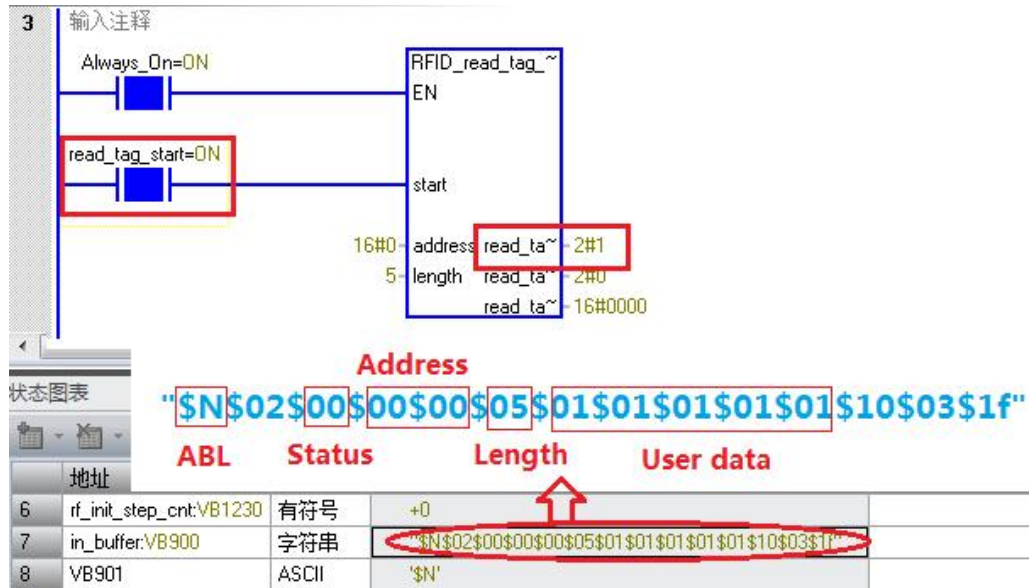 3 输入注释
Always_On=ON
RFID_read_tag_~
EN
read_tag_start=ON
start
16#0 address read_ta~ 2#1
5 length read_ta~ 2#0
read_ta~ 16#0000
Address
状态图表
"$N$02$00$00$00$05$01$01$01$01$01$10$03$1f"
ABL Status Length User data
地址
6 rf_init_step_cnt:VB1230 有符号 +0
7 in_buffer:VB900 字符串 "$N$02$00$00$00$05$01$01$01$01$01$10$03$1f"
8 VB901 ASCII '$N'